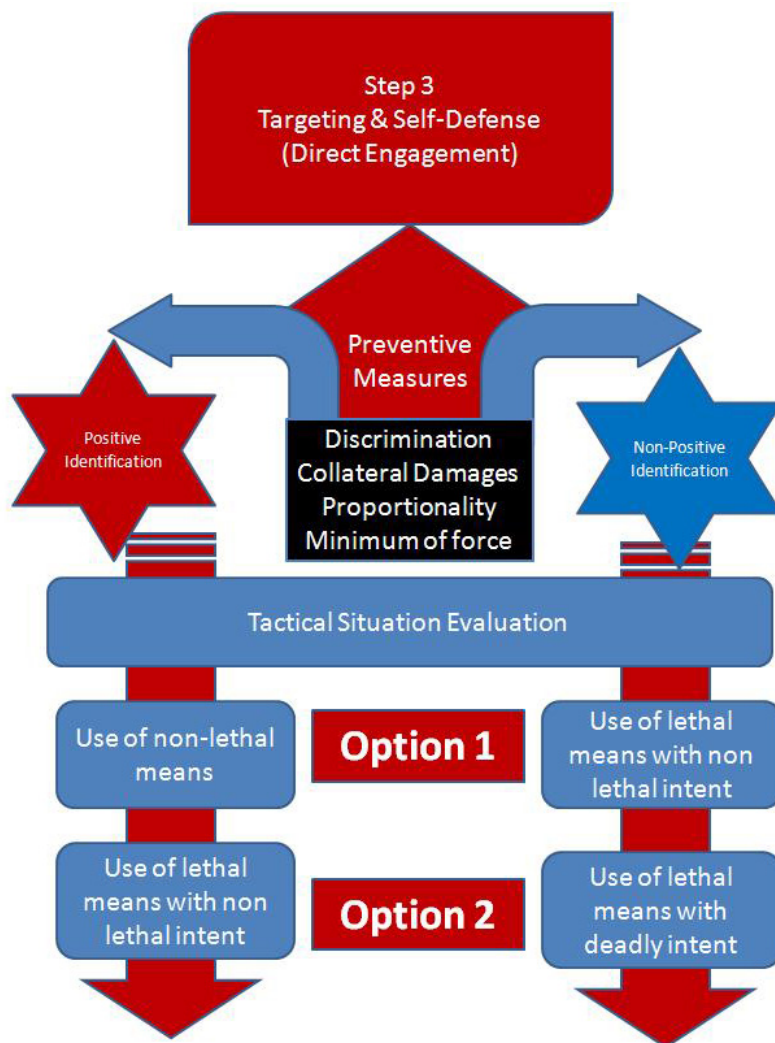 Step 3
Targeting & Self-Defense
(Direct Engagement)
Preventive
Measures
Discrimination
Collateral Damages
Proportionality
Minimum of force
Positive
Identification
Non-Positive
Identification
Tactical Situation Evaluation
Use of non-lethal
means
Option 1
Use of lethal
means with non
lethal intent
Use of lethal
means with non
lethal intent
Option 2
Use of lethal
means with
deadly intent